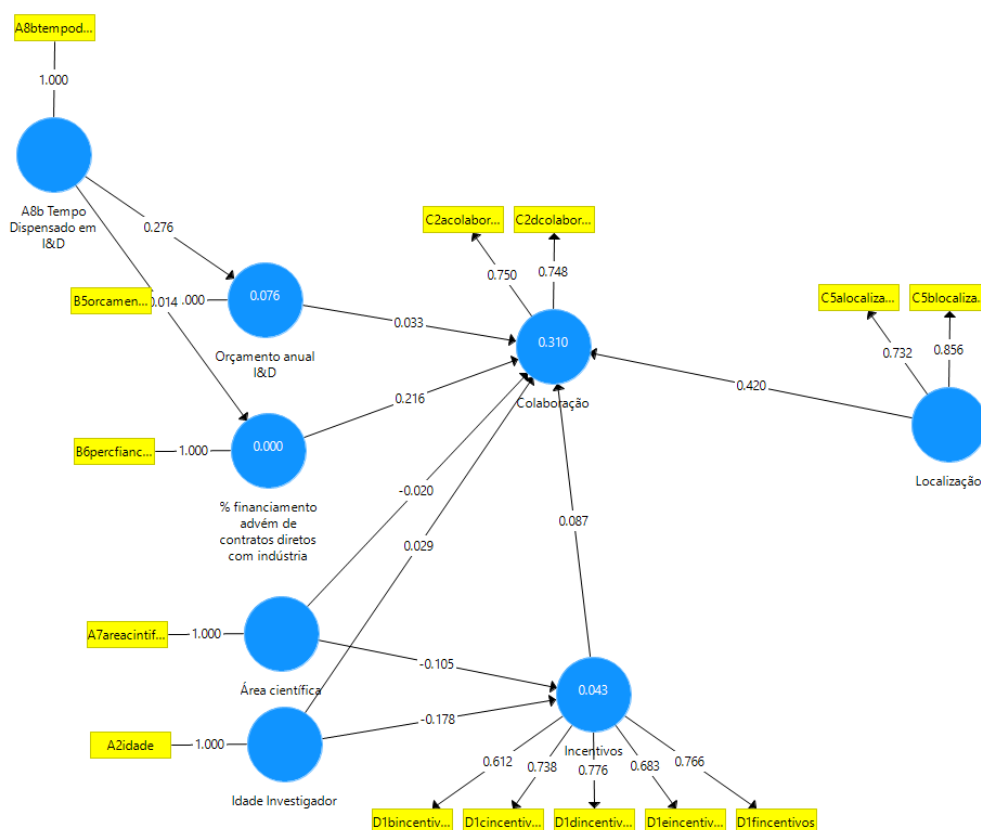 A8btempod...
1.000
A8b Tempo
Dispensado em
I&D
0.276
0.014
B5orcamen...
.000
0.076
Orçamento anual
I&D
0.033
C2acolabor...
C2dcolabor...
0.750
0.748
0.310
Colaboração
C5alocaliza...
C5blocaliza...
0.732
0.856
0.420
Localização
B6percfianc...
1.000
0.000
0.216
% financiamento
advém de
contratos diretos
com indústria
-0.020
0.029
0.087
A7areacintif...
1.000
Área científica
-0.105
A2idade
1.000
Idade Investigador
-0.178
0.043
Incentivos
0.612
0.738
0.776
0.683
0.766
D1bincentiv...
D1cincentiv...
D1dincentiv...
D1eincentiv...
D1fincentivos